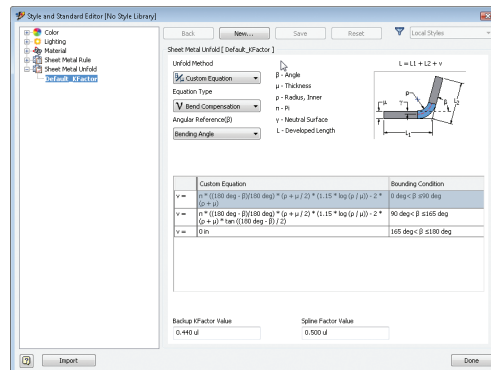 Style and Standard Editor [No Style Library]
Color
Lighting
Material
Sheet Metal Rule
Sheet Metal Unfold
Default_KFactor
Back
New...
Save
Reset
Local Styles
Sheet Metal Unfold [ Default_KFactor ]
Unfold Method
Custom Equation
Equation Type
Bend Compensation
Angular Reference(β)
Bending Angle
β - Angle
μ - Thickness
ρ - Radius, Inner
π - Pi
γ - Neutral Surface
L - Developed Length
L = L1 + L2 + v
μ
γ
ρ
β
L2
L1
Custom Equation
Bounding Condition
v =
π * ((180 deg - β)/180 deg) * (ρ + μ / 2) * (1.15 * log (ρ / μ)) - 2 * (ρ + μ)
0 deg< β ≤90 deg
v =
π * ((180 deg - β)/180 deg) * (ρ + μ / 2) * (1.15 * log (ρ / μ)) - 2 * (ρ + μ) * tan ((180 deg - β) / 2)
90 deg< β ≤165 deg
v =
0 in
165 deg< β ≤180 deg
Backup KFactor Value
Spline Factor Value
0.440 ul
0.500 ul
?
Import
Done